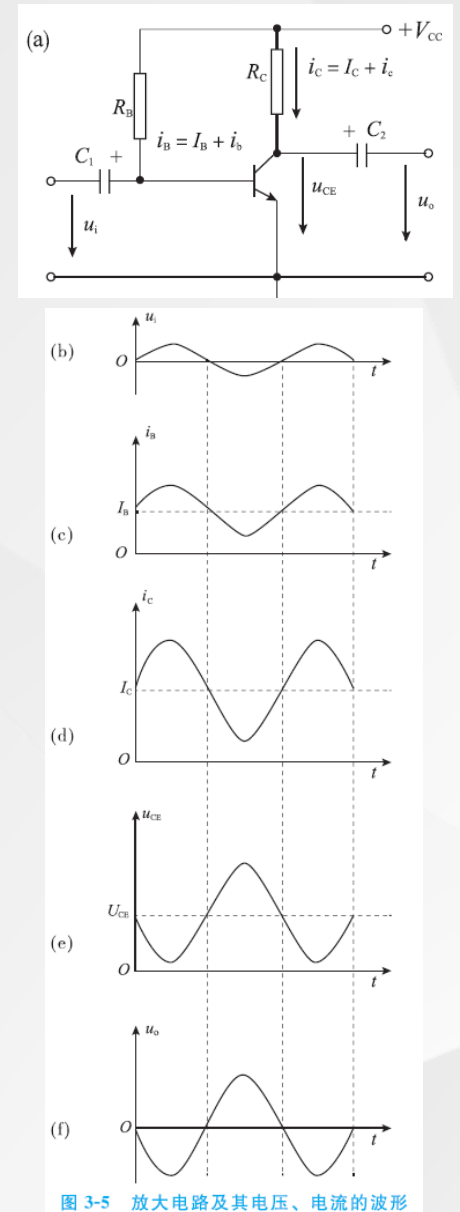 (a)
+V_CC
R_B
R_C
i_C = I_C + i_c
i_B = I_B + i_b
C_1 +
+ C_2
u_i
u_CE
u_o
(b)
u_i
O
t
(c)
i_B
I_B
O
t
(d)
i_C
I_C
O
t
(e)
u_CE
U_CE
O
t
(f)
u_o
O
t
图 3-5 放大电路及其电压、电流的波形